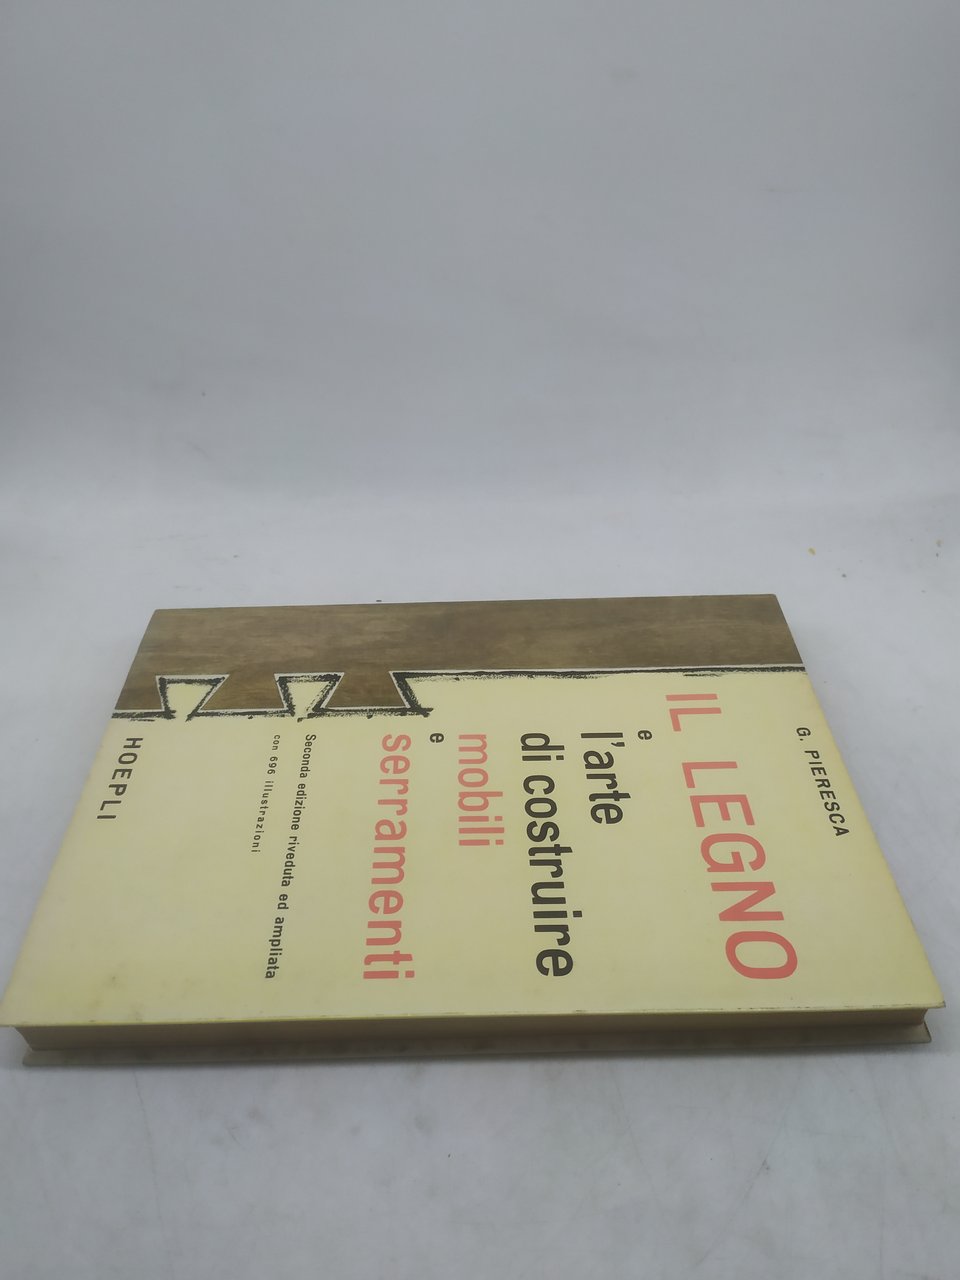 G. PIERESCA
IL LEGNO
e
l'arte
di costruire
mobili
e
serramenti
Seconda edizione riveduta ed ampliata
con 696 illustrazioni
HOEPLI